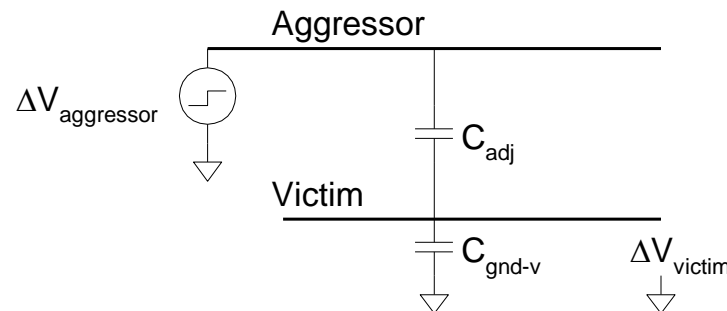 Aggressor
ΔV_aggressor
C_adj
Victim
C_gnd-v
ΔV_victim